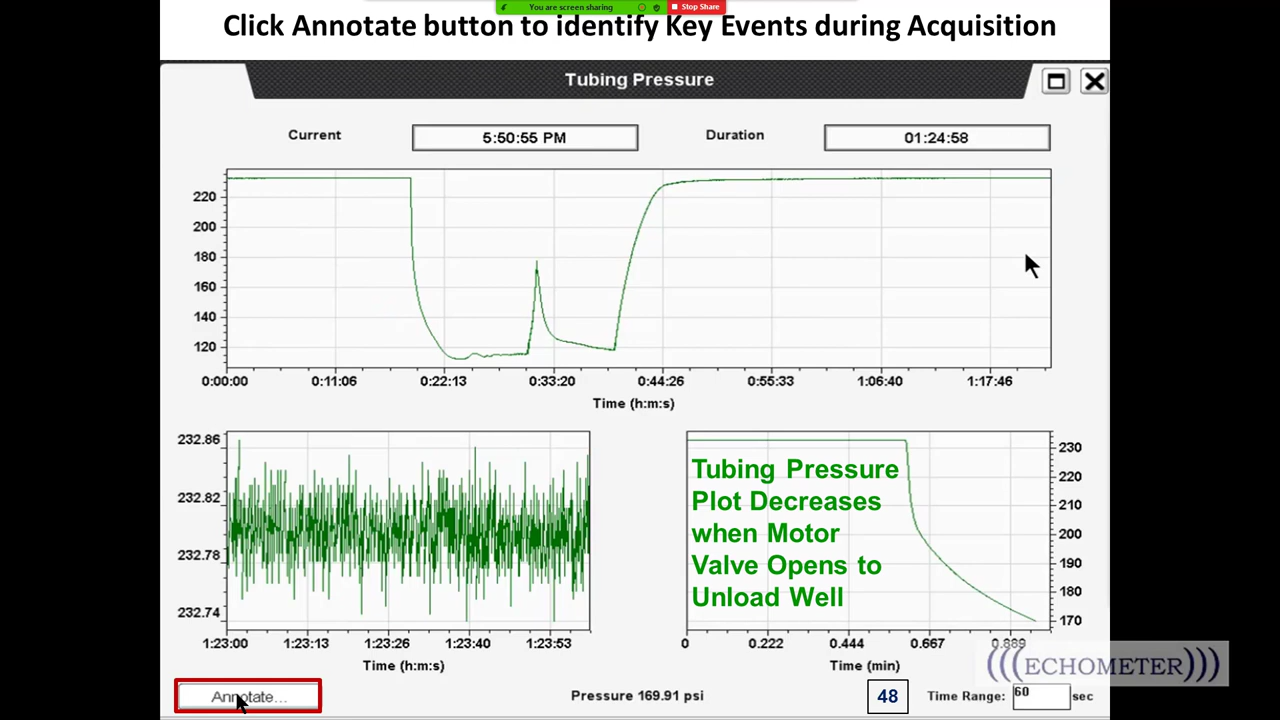 You are screen sharing
Stop Share
Click Annotate button to identify Key Events during Acquisition
Tubing Pressure
Current 5:50:55 PM Duration 01:24:58
220
200
180
160
140
120
0:00:00 0:11:06 0:22:13 0:33:20 0:44:26 0:55:33 1:06:40 1:17:46
Time (h:m:s)
232.86
232.82
232.78
232.74
1:23:00 1:23:13 1:23:26 1:23:40 1:23:53
Time (h:m:s)
Tubing Pressure
Plot Decreases
when Motor
Valve Opens to
Unload Well
230
220
210
200
190
180
170
0 0.222 0.444 0.667 0.889
Time (min)
(((ECHOMETER)))
Annotate...
Pressure 169.91 psi
48
Time Range: 60 sec